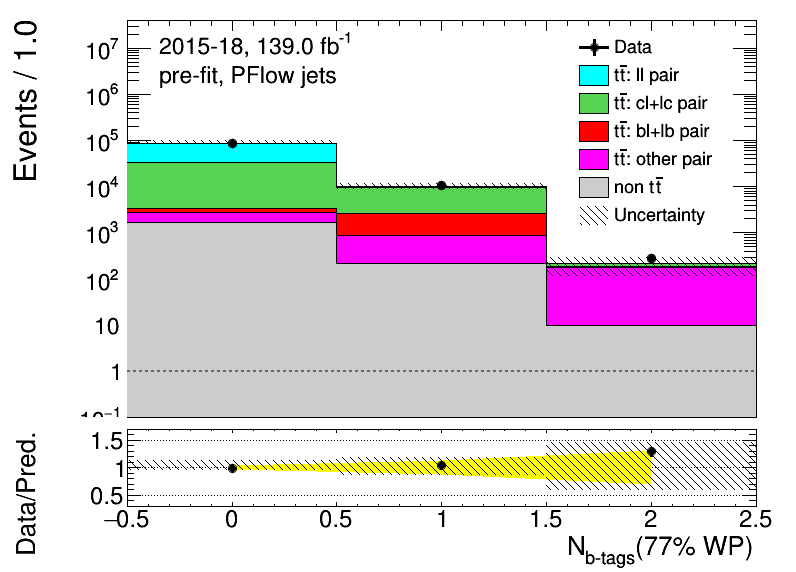 Events / 1.0
10⁷
10⁶
10⁵
10⁴
10³
10²
10
1
10⁻¹
2015-18, 139.0 fb⁻¹
pre-fit, PFlow jets
Data
tt̄: ll pair
tt̄: cl+lc pair
tt̄: bl+lb pair
tt̄: other pair
non tt̄
Uncertainty
Data/Pred.
1.5
1
0.5
−0.5 0 0.5 1 1.5 2 2.5
N_b-tags(77% WP)